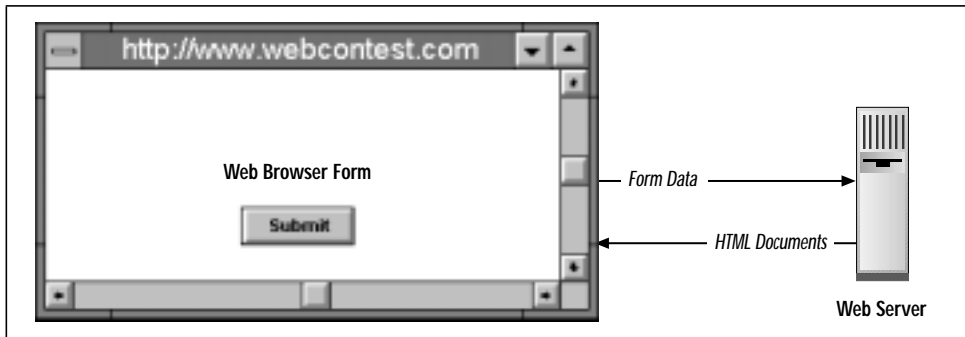 http://www.webcontest.com
Web Browser Form
Submit
Form Data
HTML Documents
Web Server